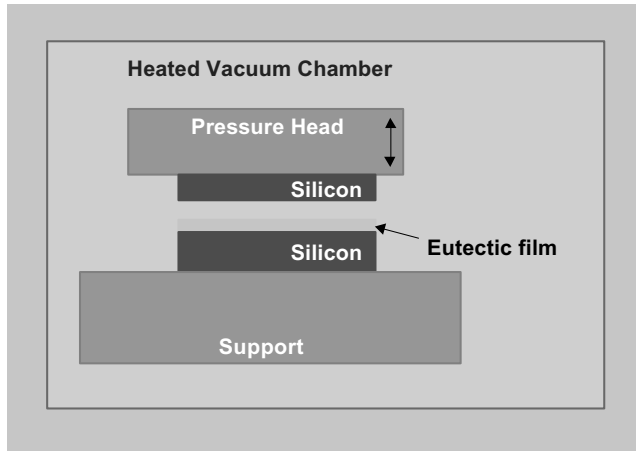 Heated Vacuum Chamber
Pressure Head
Silicon
Silicon
Eutectic film
Support